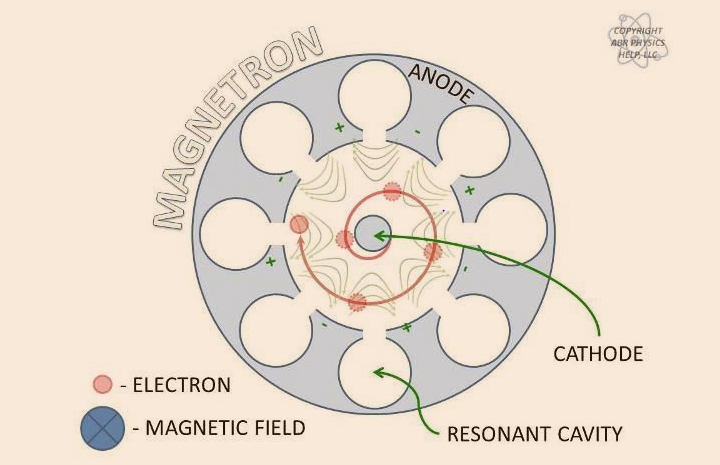 MAGNETRON
COPYRIGHT
ABR PHYSICS
HELP, LLC
ANODE
+
-
-
+
+
-
-
+
CATHODE
- ELECTRON
- MAGNETIC FIELD
RESONANT CAVITY